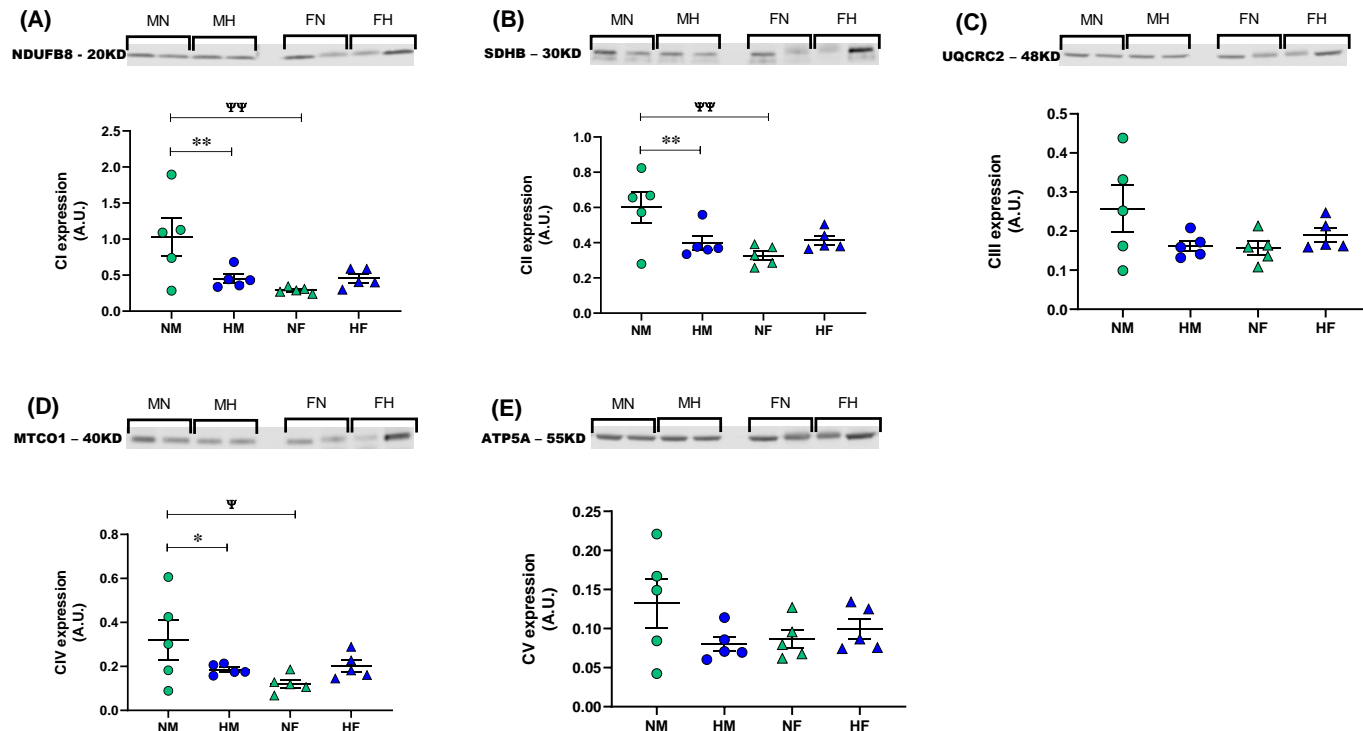 (A)
MN MH FN FH
NDUFB8 - 20KD
ΨΨ
**
CI expression
(A.U.)
2.5
2.0
1.5
1.0
0.5
0.0
NM HM NF HF
(B)
MN MH FN FH
SDHB – 30KD
ΨΨ
**
CII expression
(A.U.)
1.0
0.8
0.6
0.4
0.2
0.0
NM HM NF HF
(C)
MN MH FN FH
UQCRC2 – 48KD
CIII expression
(A.U.)
0.5
0.4
0.3
0.2
0.1
0.0
NM HM NF HF
(D)
MN MH FN FH
MTCO1 – 40KD
Ψ
*
CIV expression
(A.U.)
0.8
0.6
0.4
0.2
0.0
NM HM NF HF
(E)
MN MH FN FH
ATP5A – 55KD
CV expression
(A.U.)
0.25
0.20
0.15
0.10
0.05
0.00
NM HM NF HF